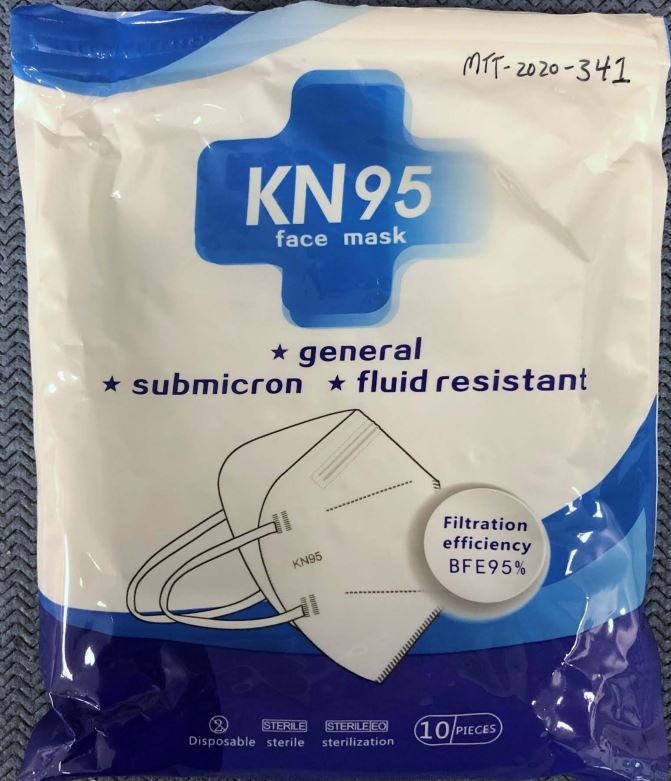 MTT-2020-341
KN95
face mask
★ general
★ submicron ★ fluid resistant
KN95
Filtration
efficiency
BFE95%
2
STERILE
STERILE EO
10 PIECES
Disposable sterile sterilization